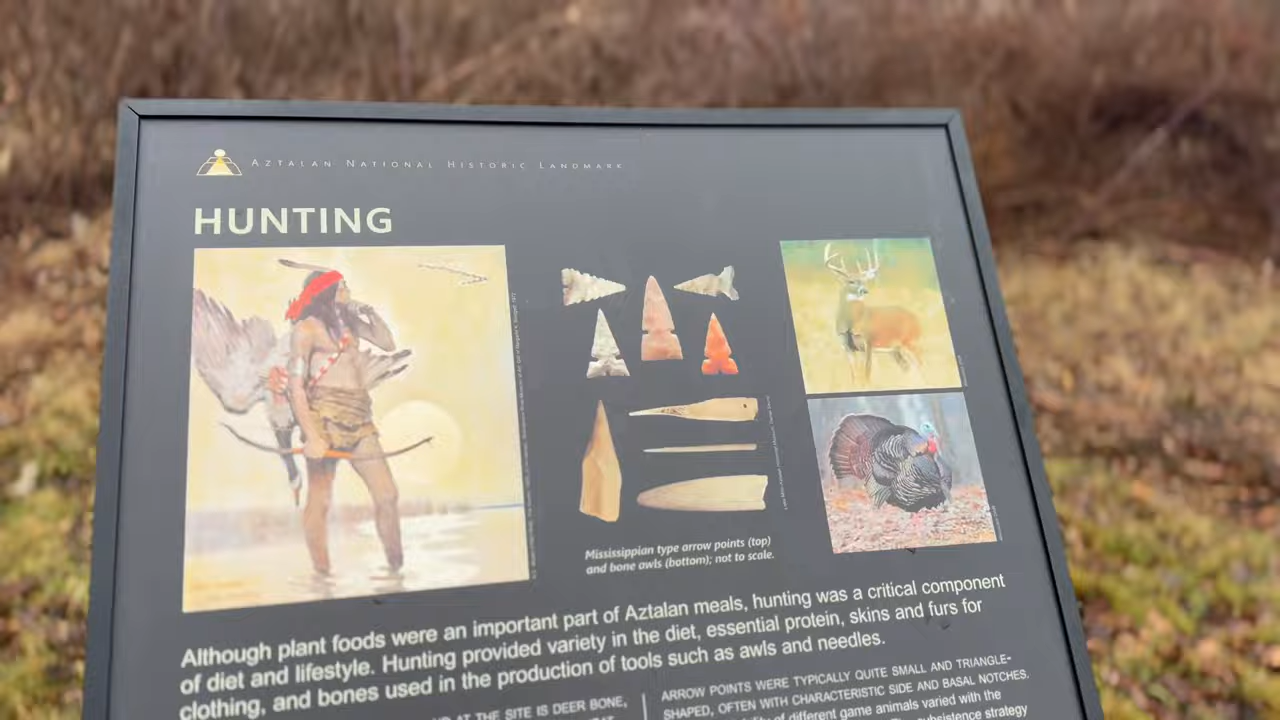 AZTALAN NATIONAL HISTORIC LANDMARK
HUNTING
Mississippian type arrow points (top)
and bone awls (bottom); not to scale.
Although plant foods were an important part of Aztalan meals, hunting was a critical component
of diet and lifestyle. Hunting provided variety in the diet, essential protein, skins and furs for
clothing, and bones used in the production of tools such as awls and needles.
AT THE SITE IS DEER BONE,
ARROW POINTS WERE TYPICALLY QUITE SMALL AND TRIANGLE-
SHAPED, OFTEN WITH CHARACTERISTIC SIDE AND BASAL NOTCHES.
of different game animals varied with the
subsistence strategy